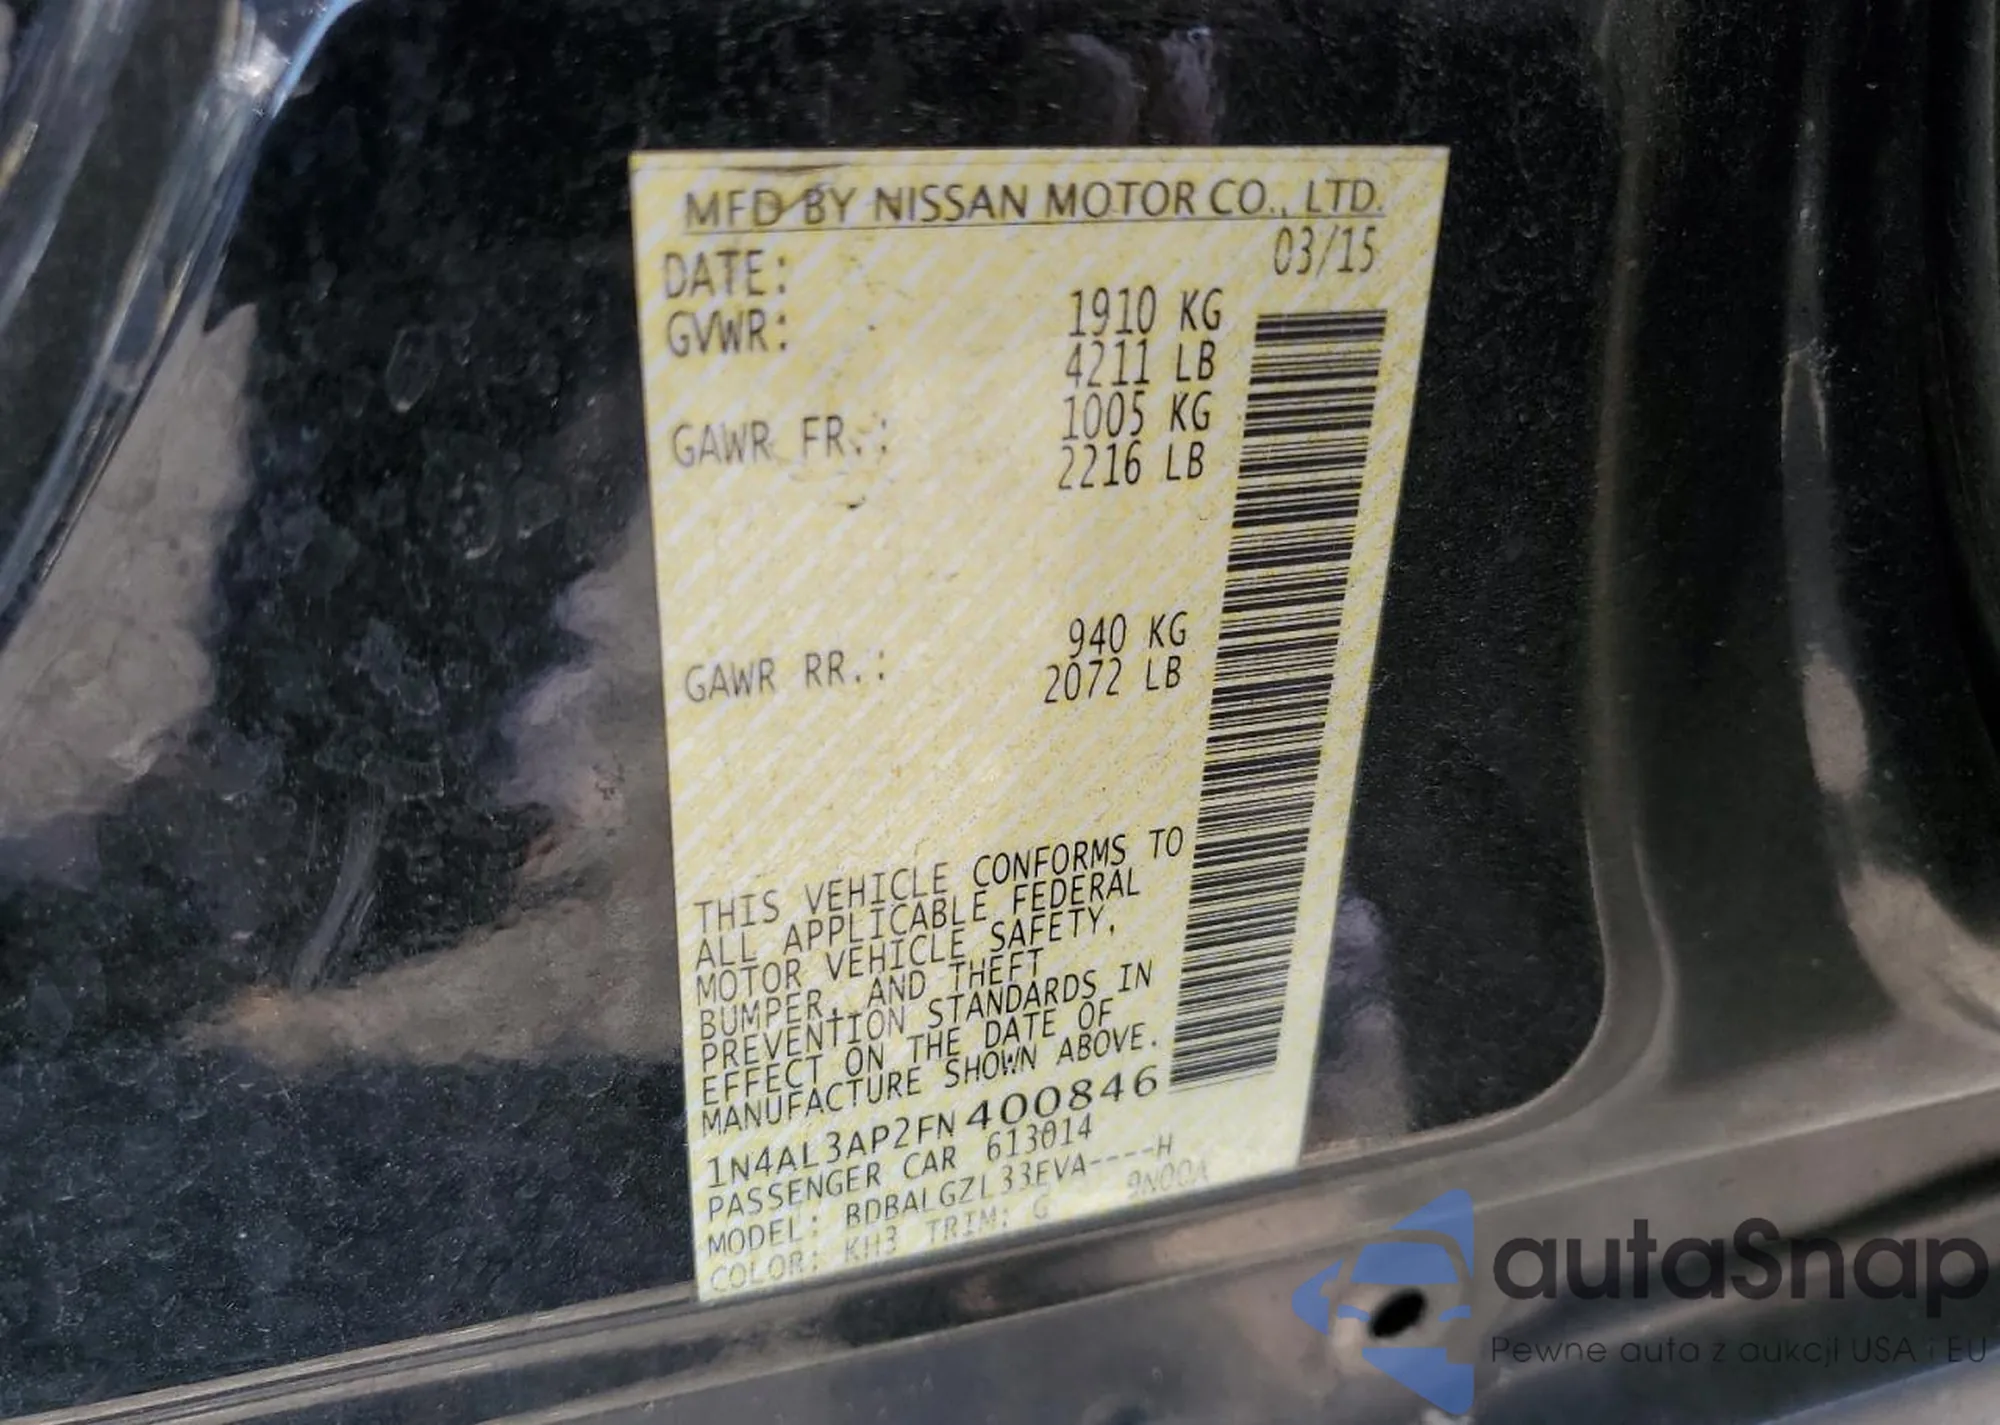 MFD BY NISSAN MOTOR CO., LTD.
DATE: 03/15
GVWR: 1910 KG
4211 LB
GAWR FR.: 1005 KG
2216 LB
GAWR RR.: 940 KG
2072 LB
THIS VEHICLE CONFORMS TO
ALL APPLICABLE FEDERAL
MOTOR VEHICLE SAFETY,
BUMPER, AND THEFT
PREVENTION STANDARDS IN
EFFECT ON THE DATE OF
MANUFACTURE SHOWN ABOVE.
1N4AL3AP2FN400846
PASSENGER CAR 613014
MODEL: BDBALGZL33EVA----H
COLOR: KH3 TRIM: G 9N00A
autaSnap
Pewne auta z aukcji USA i EU